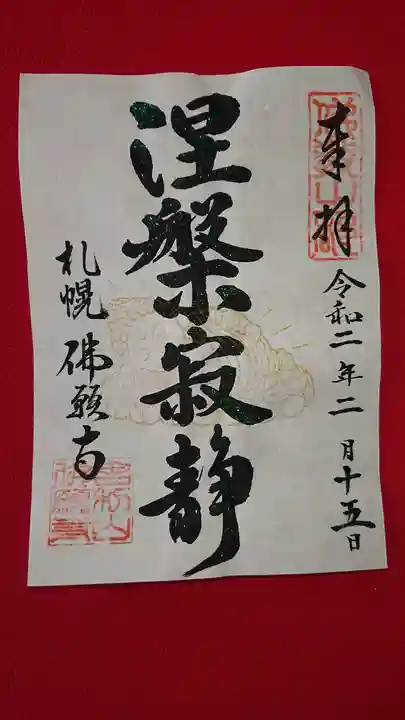 奉拝
令和二年二月十五日
涅槃寂静
札幌 佛願寺